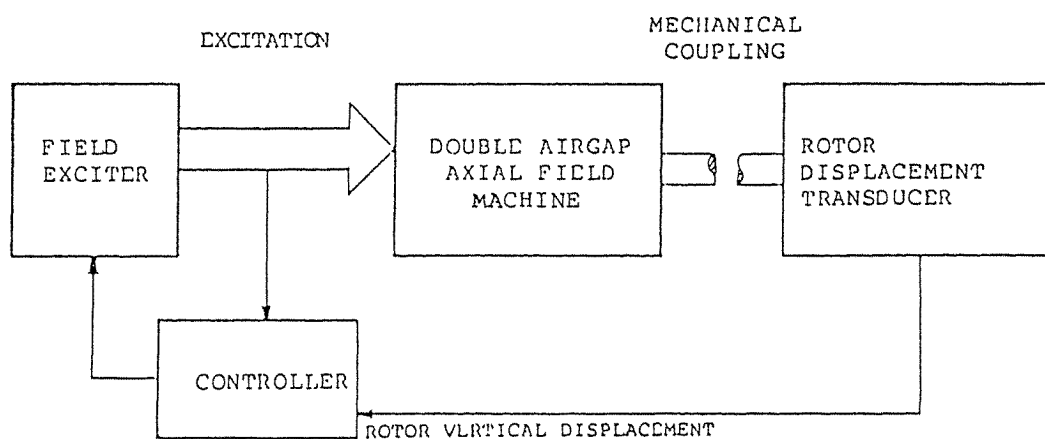 EXCITATION
MECHANICAL
COUPLING
FIELD
EXCITER
DOUBLE AIRGAP
AXIAL FIELD
MACHINE
ROTOR
DISPLACEMENT
TRANSDUCER
CONTROLLER
ROTOR VERTICAL DISPLACEMENT